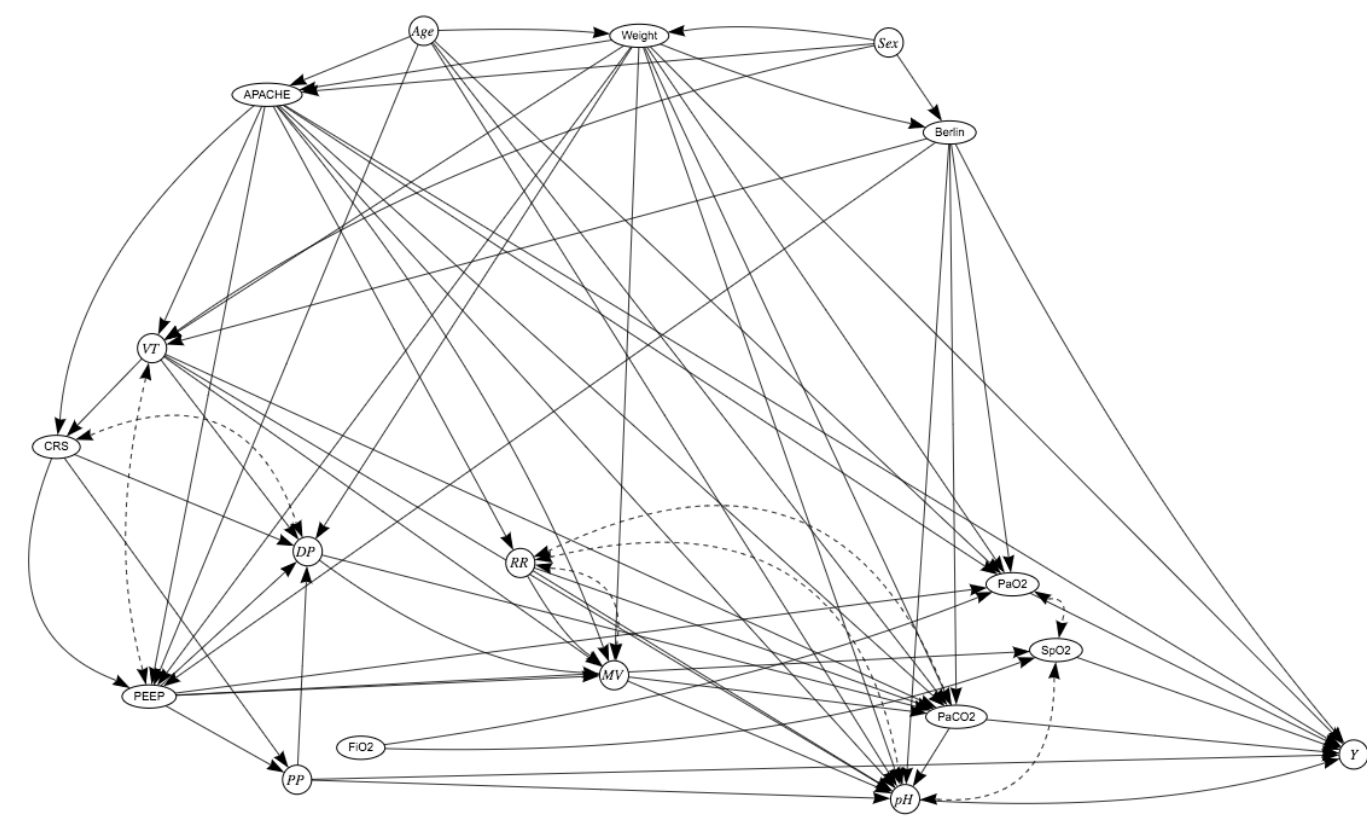 Age
Weight
Sex
APACHE
Berlin
VT
CRS
DP
RR
PaO2
SpO2
MV
PEEP
PaCO2
FiO2
Y
PP
pH